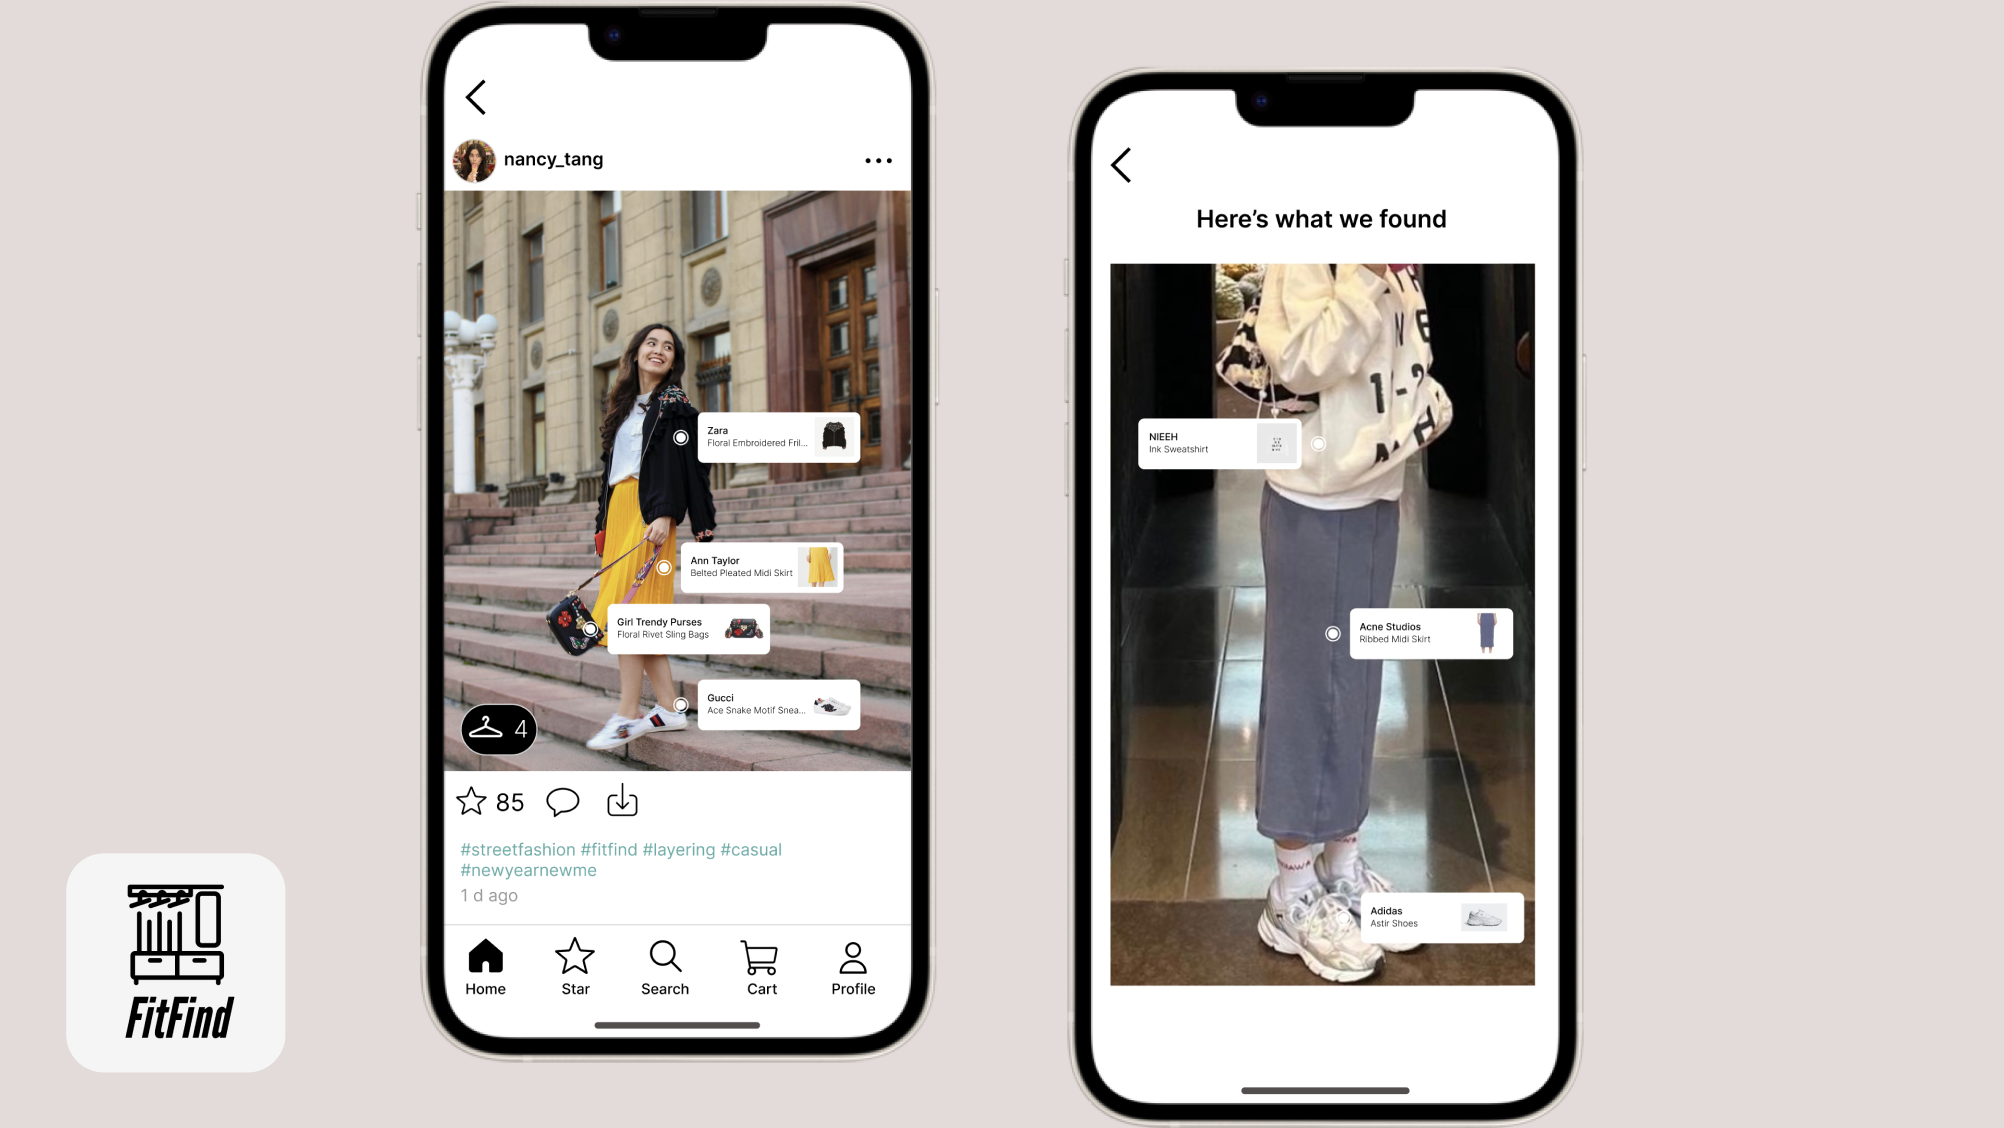 nancy_tang
Zara
Floral Embroidered Fril...
Ann Taylor
Belted Pleated Midi Skirt
Girl Trendy Purses
Floral Rivet Sling Bags
Gucci
Ace Snake Motif Snea...
4
85
#streetfashion #fitfind #layering #casual
#newyearnewme
1 d ago
Home
Star
Search
Cart
Profile
Here's what we found
1-2
NIEEH
Ink Sweatshirt
Acne Studios
Ribbed Midi Skirt
Adidas
Astir Shoes
FitFind